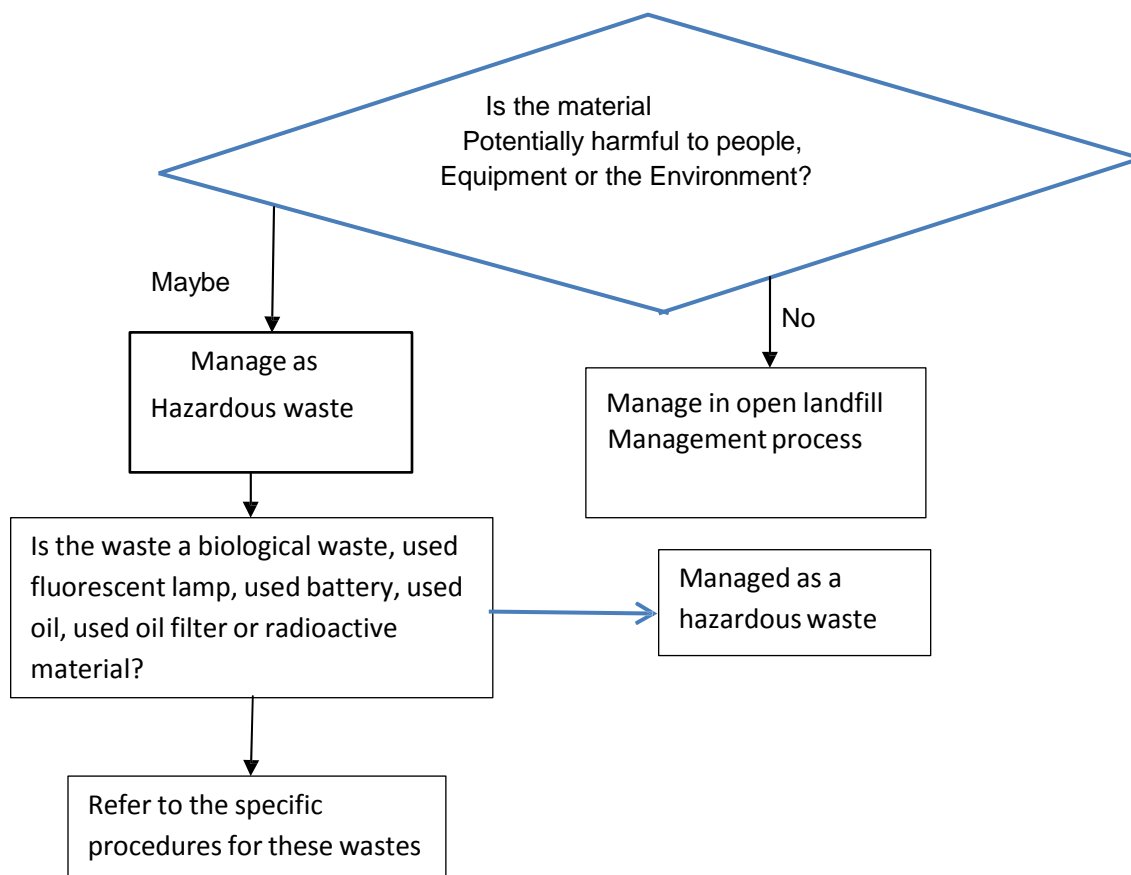 Is the material
Potentially harmful to people,
Equipment or the Environment?
Maybe
No
Manage as
Hazardous waste
Manage in open landfill
Management process
Is the waste a biological waste, used
fluorescent lamp, used battery, used
oil, used oil filter or radioactive
material?
Managed as a
hazardous waste
Refer to the specific
procedures for these wastes